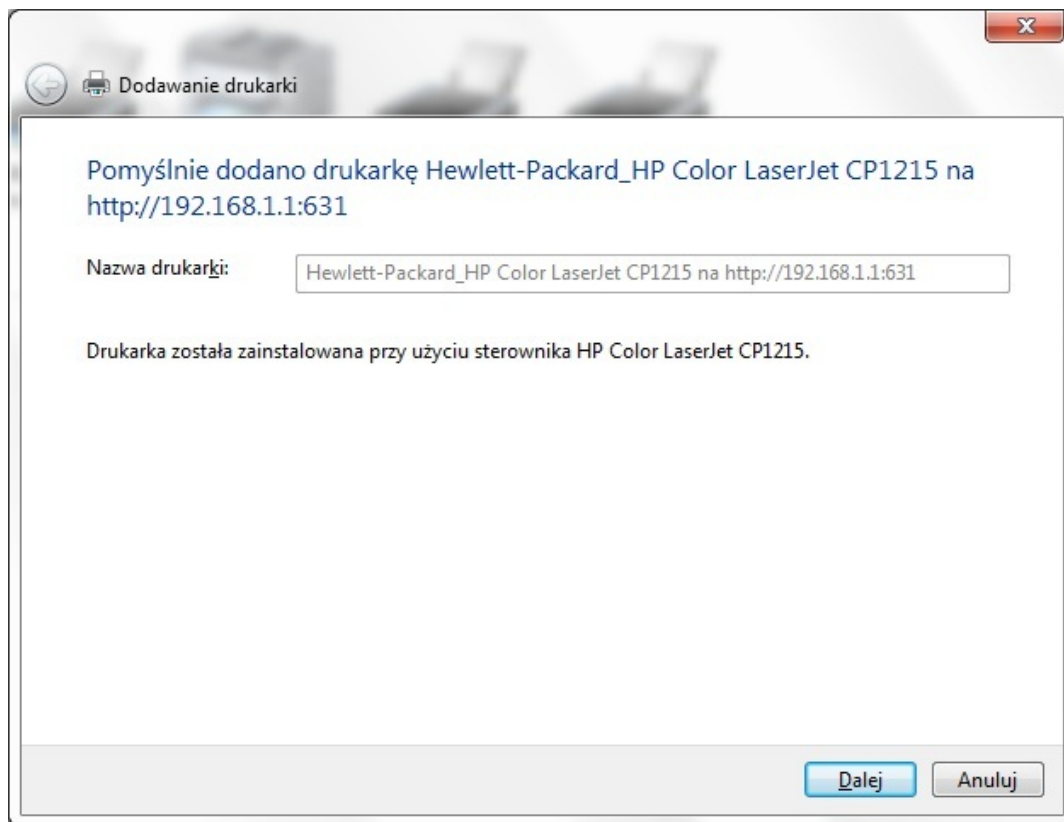 Dodawanie drukarki
Pomyślnie dodano drukarkę Hewlett-Packard_HP Color LaserJet CP1215 na
http://192.168.1.1:631
Nazwa drukarki: Hewlett-Packard_HP Color LaserJet CP1215 na http://192.168.1.1:631
Drukarka została zainstalowana przy użyciu sterownika HP Color LaserJet CP1215.
Dalej Anuluj